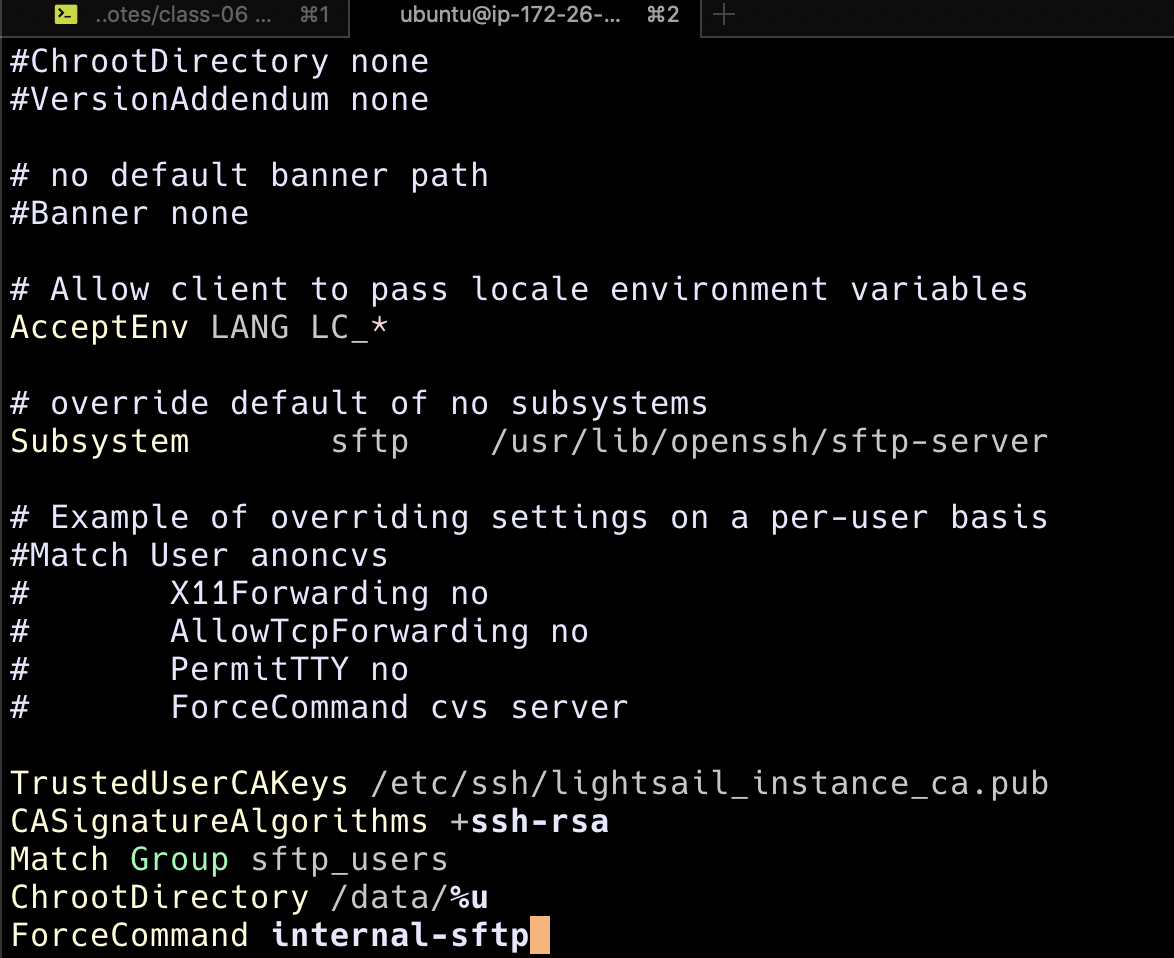 ..otes/class-06 ... ⌘1
ubuntu@ip-172-26-... ⌘2
#ChrootDirectory none
#VersionAddendum none
# no default banner path
#Banner none
# Allow client to pass locale environment variables
AcceptEnv LANG LC_*
# override default of no subsystems
Subsystem       sftp    /usr/lib/openssh/sftp-server
# Example of overriding settings on a per-user basis
#Match User anoncvs
#       X11Forwarding no
#       AllowTcpForwarding no
#       PermitTTY no
#       ForceCommand cvs server
TrustedUserCAKeys /etc/ssh/lightsail_instance_ca.pub
CASignatureAlgorithms +ssh-rsa
Match Group sftp_users
ChrootDirectory /data/%u
ForceCommand internal-sftp